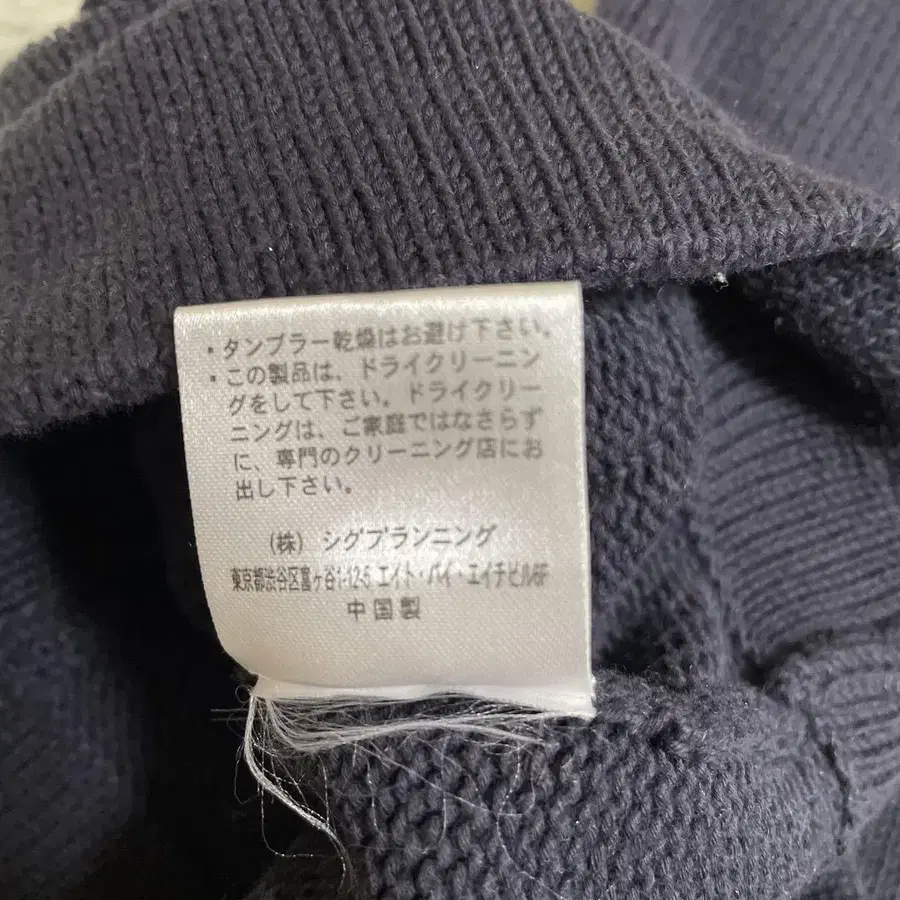 ・タンブラー乾燥はお避け下さい。
・この製品は、ドライクリーニン
グをして下さい。ドライクリー
ニングは、ご家庭ではなさらず
に、専門のクリーニング店にお
出し下さい。
(株) シグプランニング
東京都渋谷区富ヶ谷1-12-5 エイト・バイ・エイチビル6F
中国製